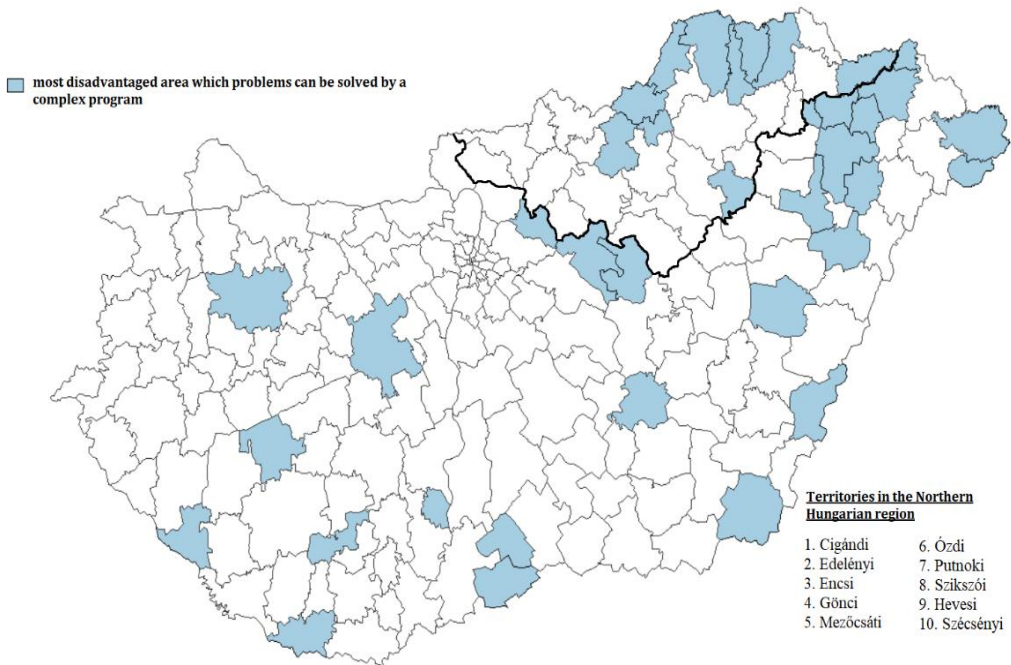 most disadvantaged area which problems can be solved by a
complex program
Territories in the Northern
Hungarian region
1. Cigándi
2. Edelényi
3. Encsi
4. Gönci
5. Mezőcsáti
6. Ózdi
7. Putnoki
8. Szikszói
9. Hevesi
10. Szécsényi